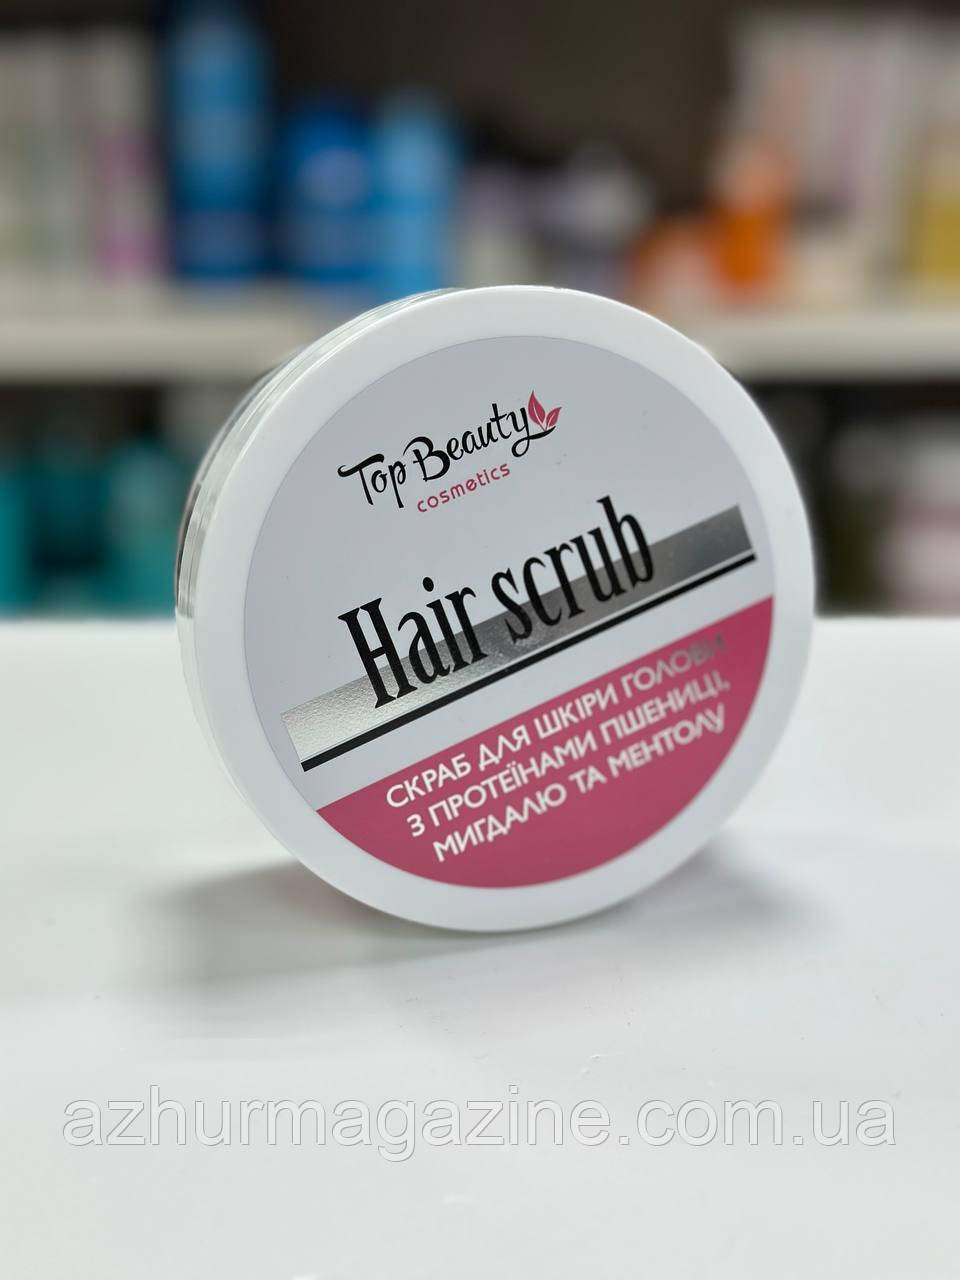 Top Beauty
cosmetics
Hair scrub
СКРАБ ДЛЯ ШКІРИ ГОЛОВИ
З ПРОТЕЇНАМИ ПШЕНИЦІ,
МИГДАЛЮ ТА МЕНТОЛУ
azhurmagazine.com.ua